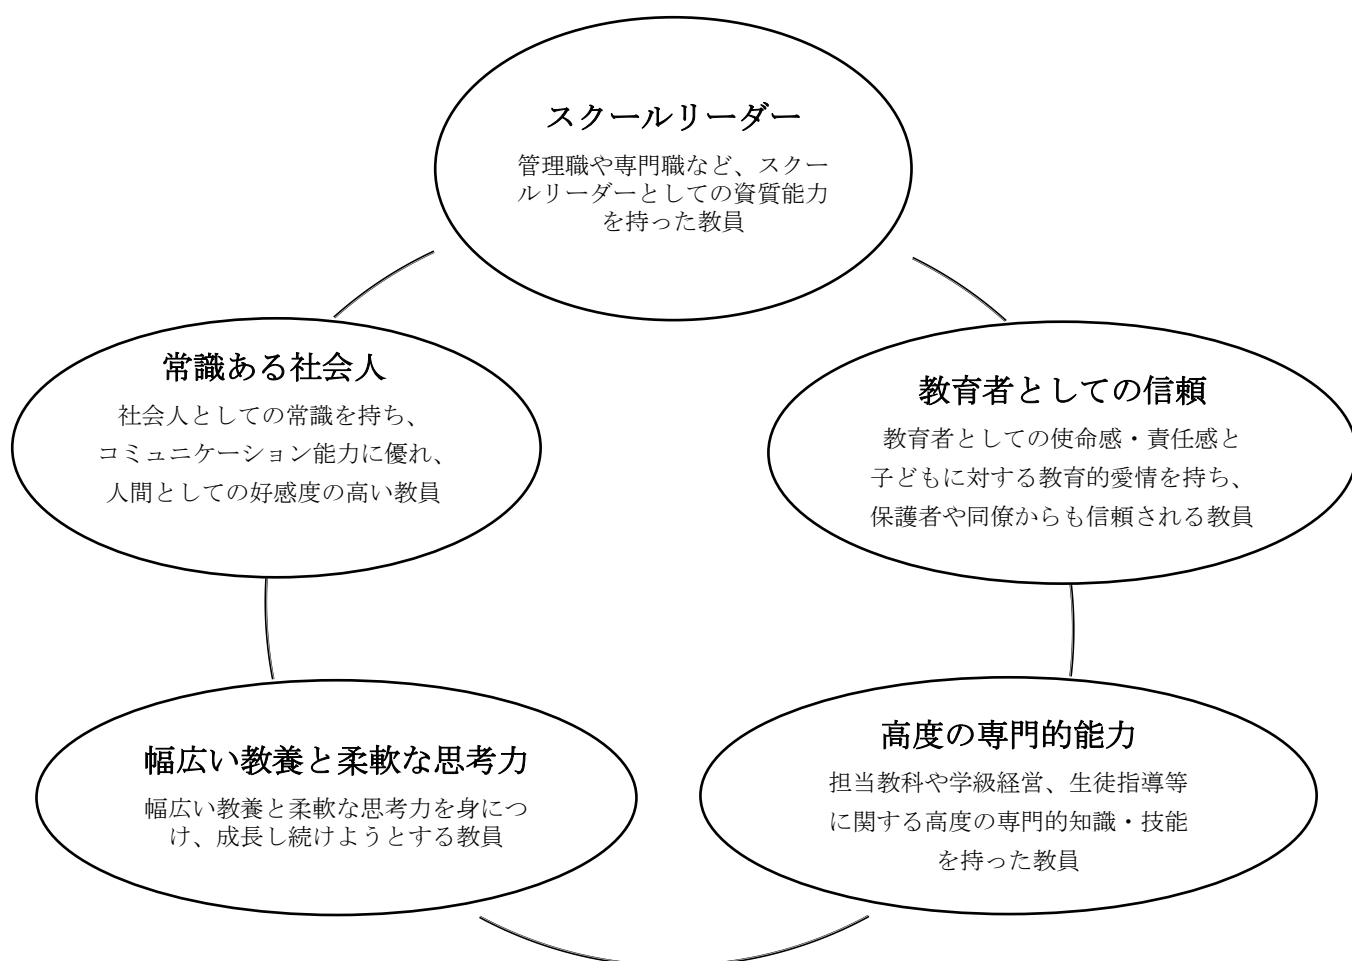 スクールリーダー
管理職や専門職など、スクー
ルリーダーとしての資質能力
を持った教員
常識ある社会人
社会人としての常識を持ち、
コミュニケーション能力に優れ、
人間としての好感度の高い教員
教育者としての信頼
教育者としての使命感・責任感と
子どもに対する教育的愛情を持ち、
保護者や同僚からも信頼される教員
幅広い教養と柔軟な思考力
幅広い教養と柔軟な思考力を身につ
け、成長し続けようとする教員
高度の専門的能力
担当教科や学級経営、生徒指導等
に関する高度の専門的知識・技能
を持った教員